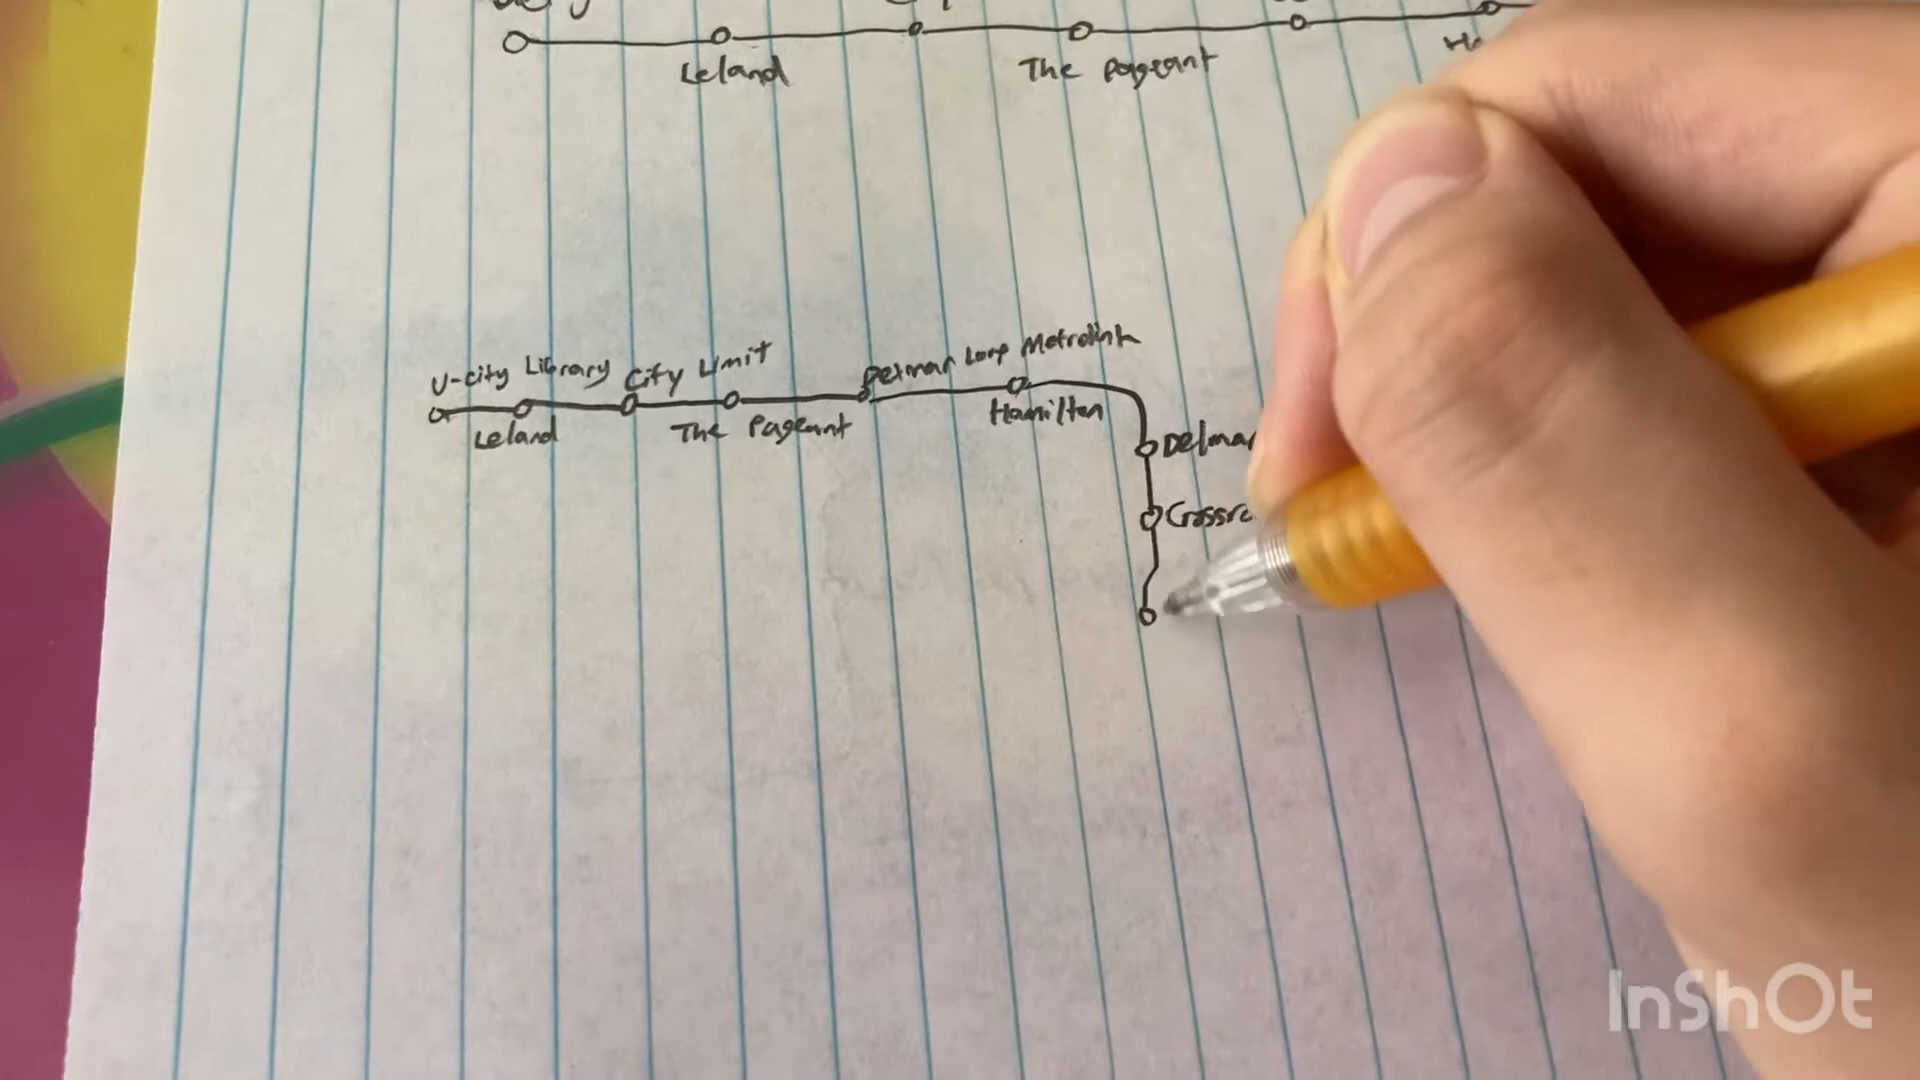 Leland
The Pageant
U-city Library
City Limit
Delmar Loop Metrolink
Leland
The Pageant
Hamilton
Delmar
InShOt